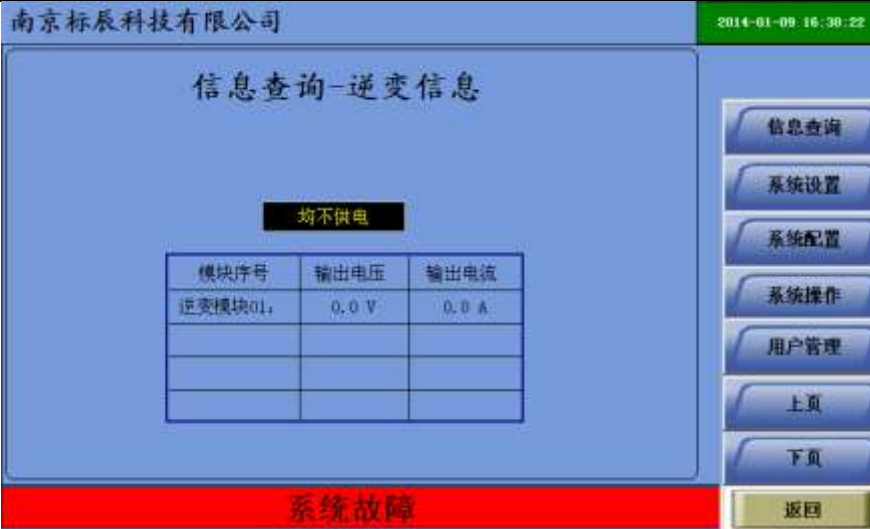 南京标辰科技有限公司
2014-01-09 16:38:22
信息查询-逆变信息
均不供电
模块序号 输出电压 输出电流
逆变模块01: 0.0 V 0.0 A
信息查询
系统设置
系统配置
系统操作
用户管理
上页
下页
返回
系统故障